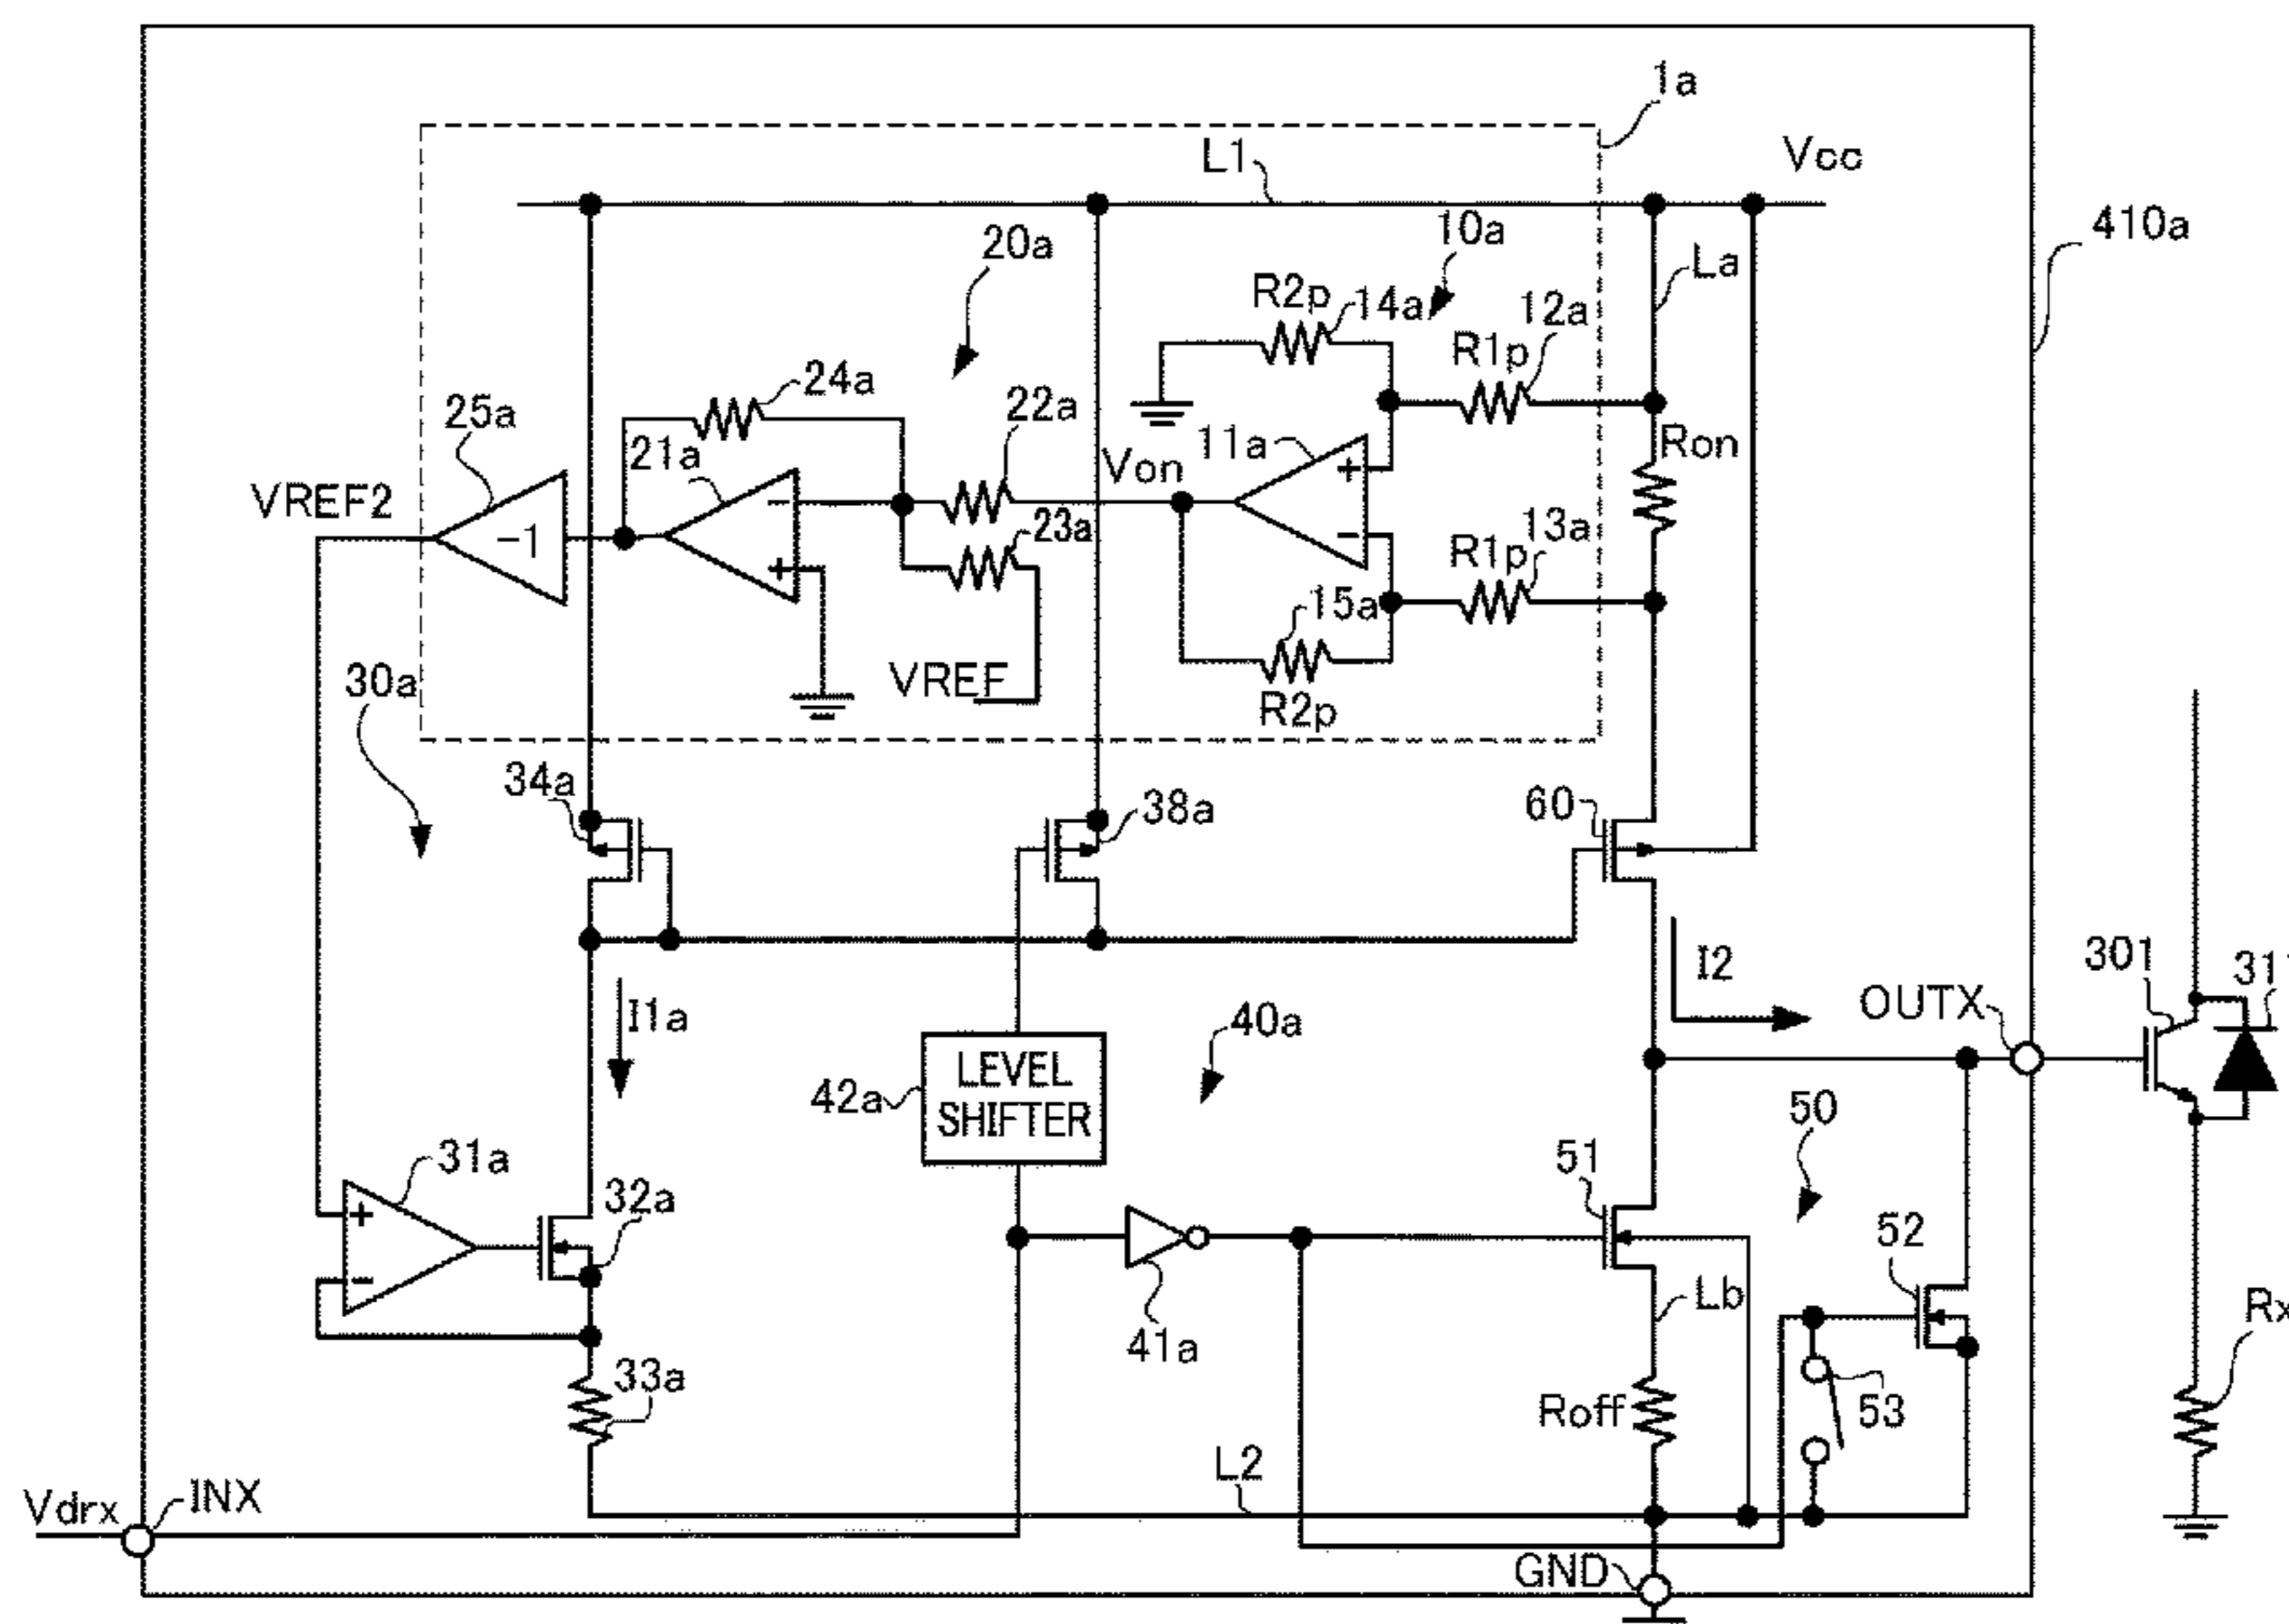 1a
L1
Vcc
20a
10a
410a
La
R2p
14a
12a
R1p
24a
22a
25a
21a
11a
Ron
Von
VREF2
+
-
-1
23a
13a
R1p
-
+
15a
VREF
R2p
30a
34a
38a
60
I2
301
OUTX
I1a
40a
LEVEL
SHIFTER
42a
50
31a
51
32a
+
-
52
Lb
41a
Rx
33a
Roff
53
L2
Vdrx
INX
GND